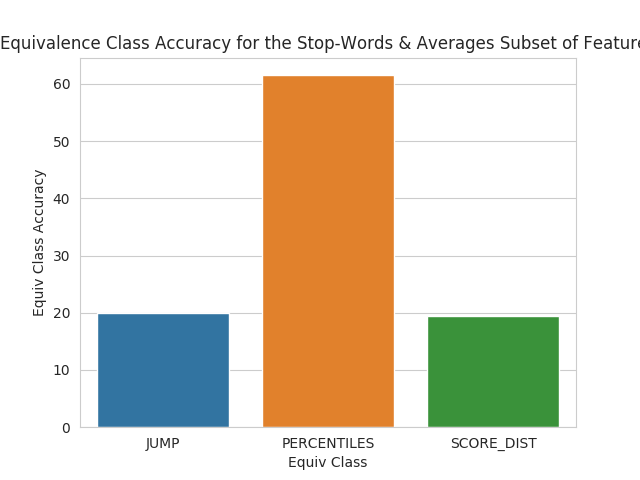 Equivalence Class Accuracy for the Stop-Words & Averages Subset of Feature
60
50
40
30
20
10
0
Equiv Class Accuracy
JUMP PERCENTILES SCORE_DIST
Equiv Class